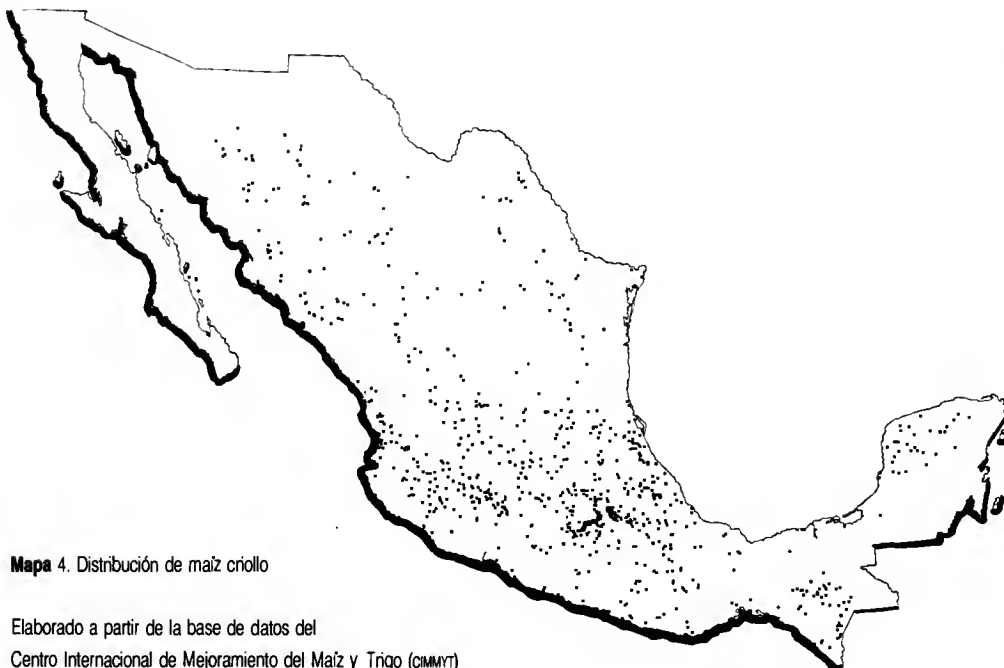 Mapa 4. Distribución de maíz criollo
Elaborado a partir de la base de datos del
Centro Internacional de Mejoramiento del Maíz y Trigo (CIMMYT)